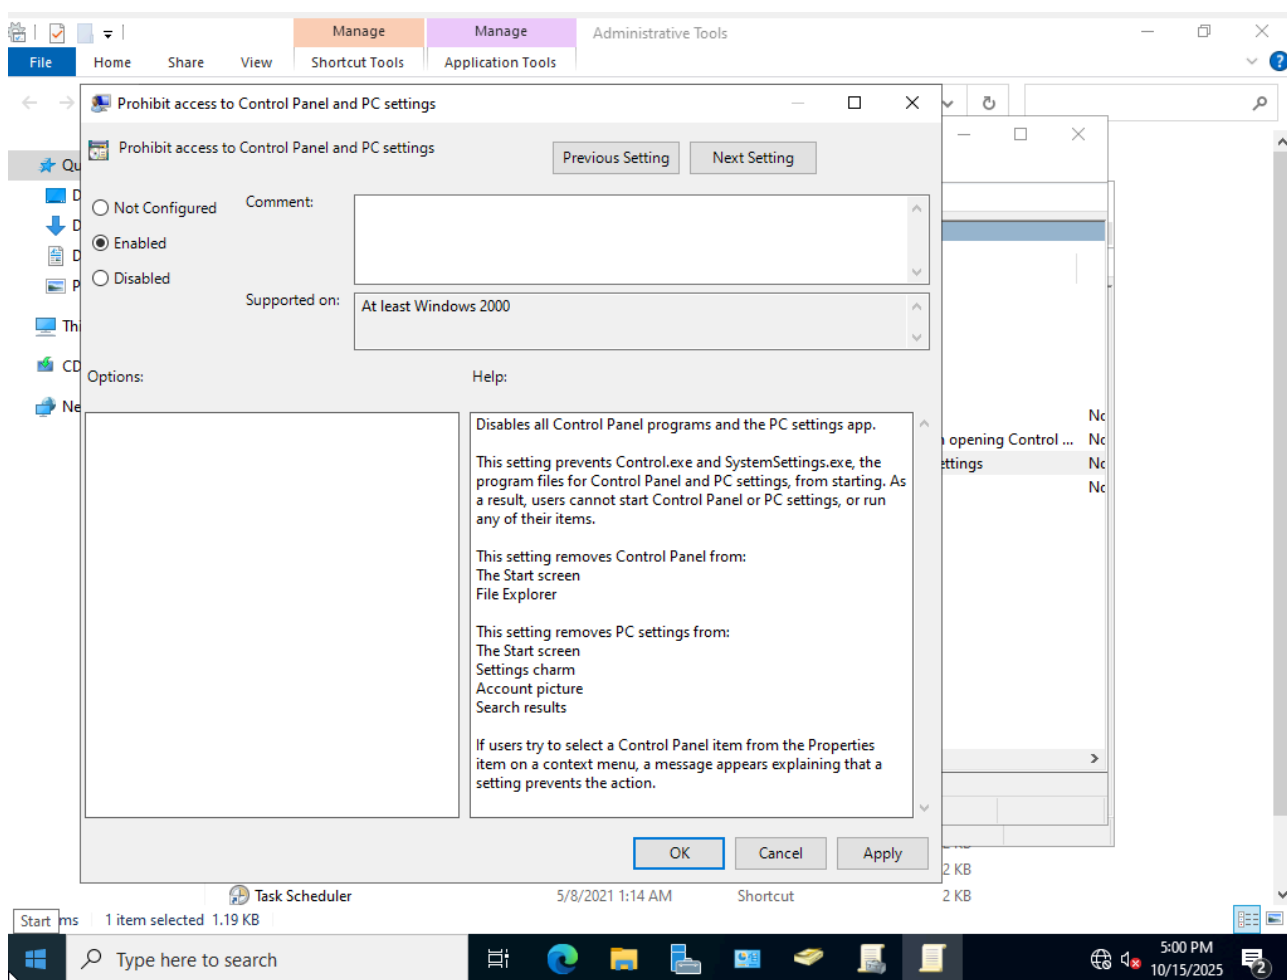 Manage
Manage
Administrative Tools
File
Home
Share
View
Shortcut Tools
Application Tools
Prohibit access to Control Panel and PC settings
Prohibit access to Control Panel and PC settings
Previous Setting
Next Setting
Qu
D
D
D
P
Thi
CD
Ne
Not Configured
Enabled
Disabled
Comment:
Supported on:
At least Windows 2000
Options:
Help:
Disables all Control Panel programs and the PC settings app.
This setting prevents Control.exe and SystemSettings.exe, the
program files for Control Panel and PC settings, from starting. As
a result, users cannot start Control Panel or PC settings, or run
any of their items.
This setting removes Control Panel from:
The Start screen
File Explorer
This setting removes PC settings from:
The Start screen
Settings charm
Account picture
Search results
If users try to select a Control Panel item from the Properties
item on a context menu, a message appears explaining that a
setting prevents the action.
No
opening Control ... No
ettings No
No
OK
Cancel
Apply
2 KB
Task Scheduler 5/8/2021 1:14 AM Shortcut 2 KB
Start
ms 1 item selected 1.19 KB
Type here to search
5:00 PM
10/15/2025
2